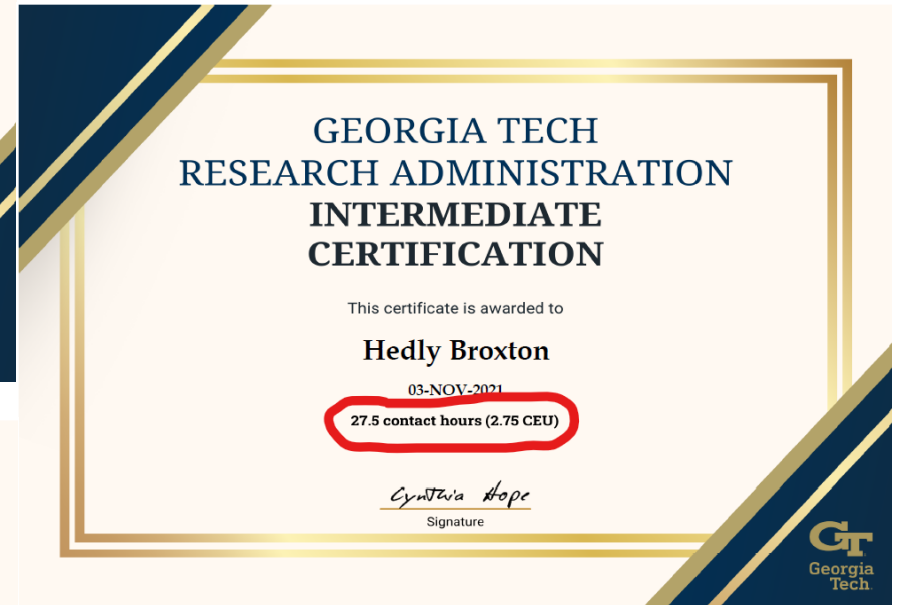 GEORGIA TECH
RESEARCH ADMINISTRATION
INTERMEDIATE
CERTIFICATION
This certificate is awarded to
Hedly Broxton
03-NOV-2021
27.5 contact hours (2.75 CEU)
Cynthia Hope
Signature
GT
Georgia
Tech.